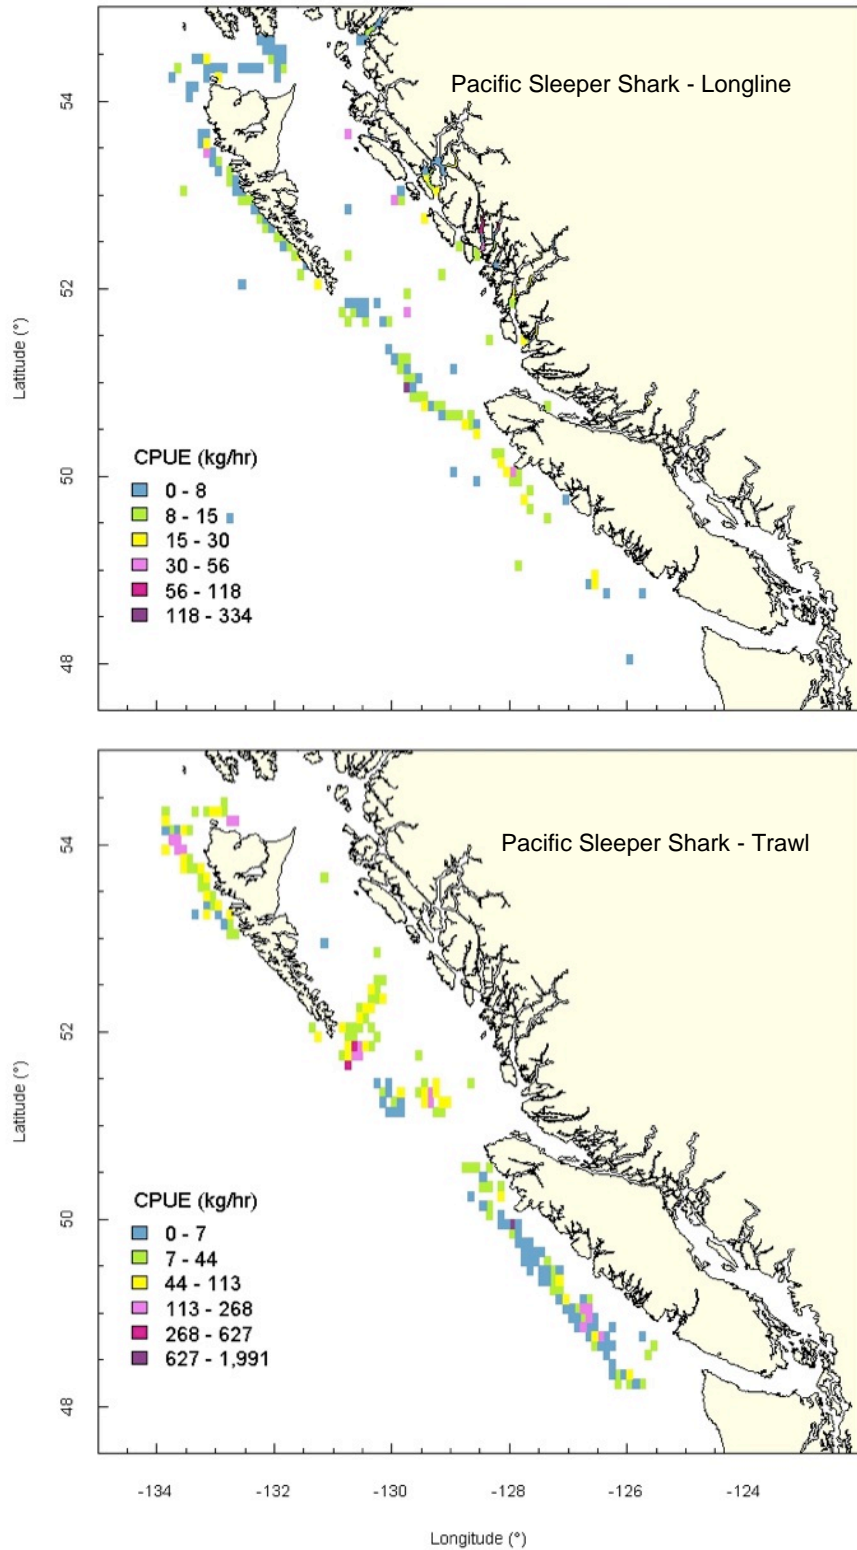 Pacific Sleeper Shark - Longline
54
52
50
48
Latitude (°)
CPUE (kg/hr)
0 - 8
8 - 15
15 - 30
30 - 56
56 - 118
118 - 334
Pacific Sleeper Shark - Trawl
54
52
50
48
Latitude (°)
CPUE (kg/hr)
0 - 7
7 - 44
44 - 113
113 - 268
268 - 627
627 - 1,991
-134 -132 -130 -128 -126 -124
Longitude (°)